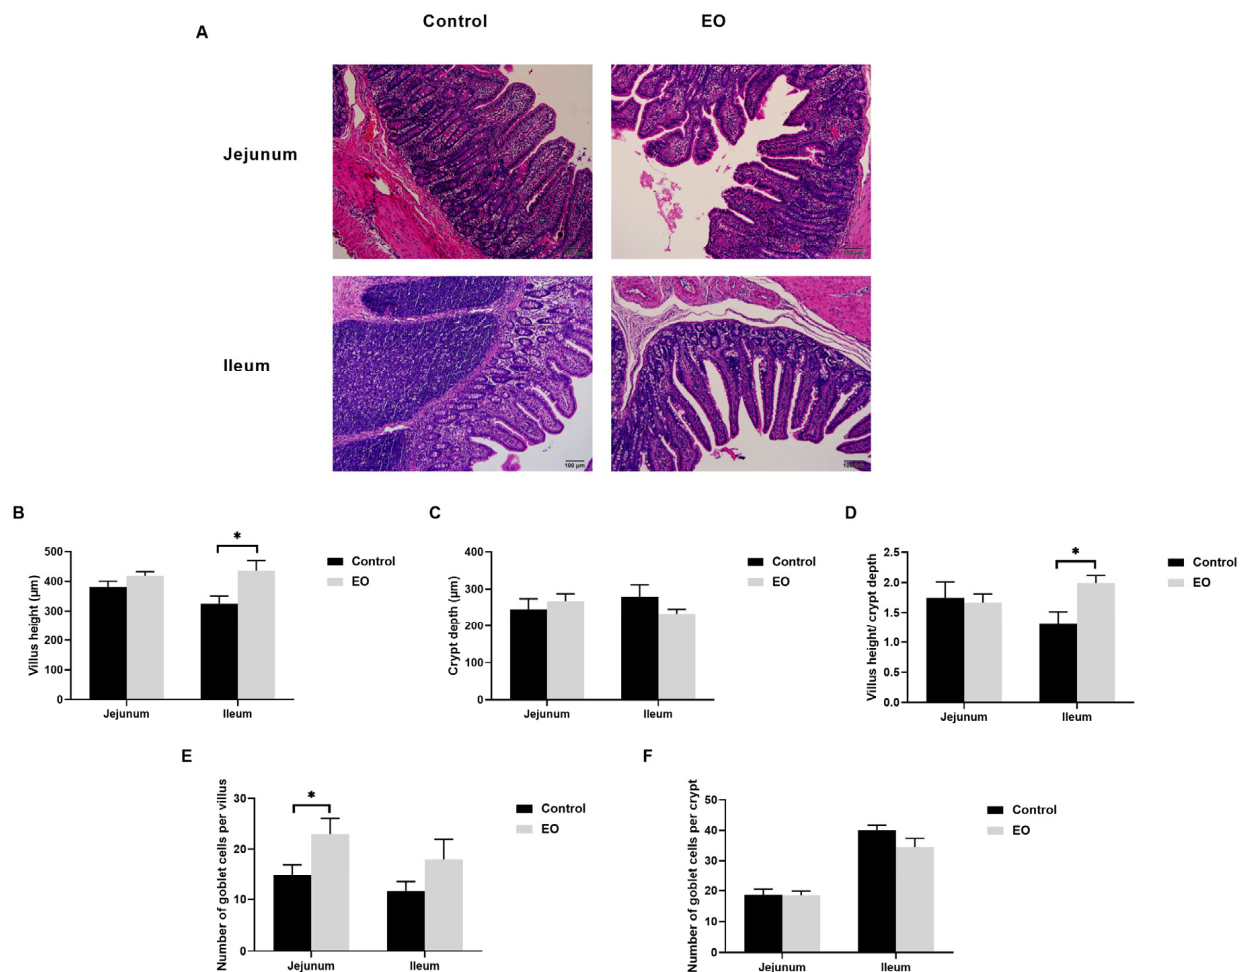 Control EO
A
Jejunum
Ileum
100 µm
B
Villus height (µm)
500
400
300
200
100
0
*
Jejunum Ileum
Control
EO
C
Crypt depth (µm)
400
300
200
100
0
Jejunum Ileum
Control
EO
D
Villus height/ crypt depth
2.5
2.0
1.5
1.0
0.5
0.0
*
Jejunum Ileum
Control
EO
E
Number of goblet cells per villus
30
20
10
0
*
Jejunum Ileum
Control
EO
F
Number of goblet cells per crypt
50
40
30
20
10
0
Jejunum Ileum
Control
EO